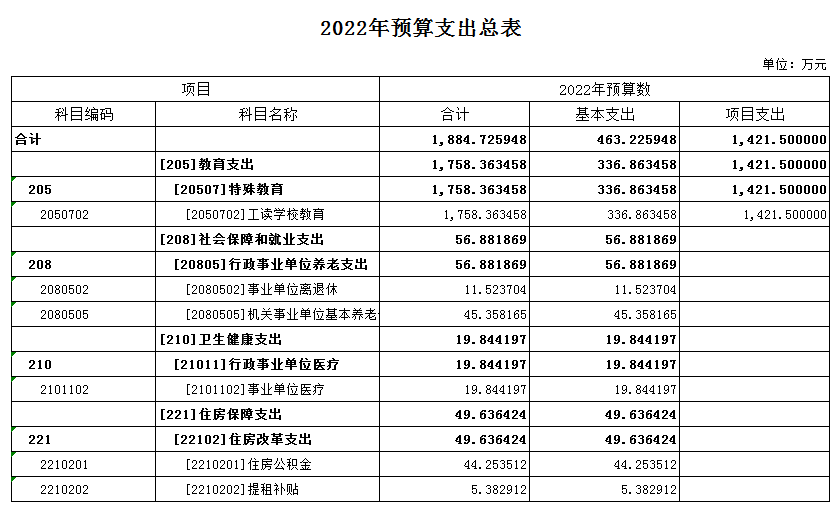 2022年预算支出总表
单位：万元
项目 2022年预算数
科目编码 科目名称 合计 基本支出 项目支出
合计 1,884.725948 463.225948 1,421.500000
[205]教育支出 1,758.363458 336.863458 1,421.500000
205 [20507]特殊教育 1,758.363458 336.863458 1,421.500000
2050702 [2050702]工读学校教育 1,758.363458 336.863458 1,421.500000
[208]社会保障和就业支出 56.881869 56.881869
208 [20805]行政事业单位养老支出 56.881869 56.881869
2080502 [2080502]事业单位离退休 11.523704 11.523704
2080505 [2080505]机关事业单位基本养老 45.358165 45.358165
[210]卫生健康支出 19.844197 19.844197
210 [21011]行政事业单位医疗 19.844197 19.844197
2101102 [2101102]事业单位医疗 19.844197 19.844197
[221]住房保障支出 49.636424 49.636424
221 [22102]住房改革支出 49.636424 49.636424
2210201 [2210201]住房公积金 44.253512 44.253512
2210202 [2210202]提租补贴 5.382912 5.382912